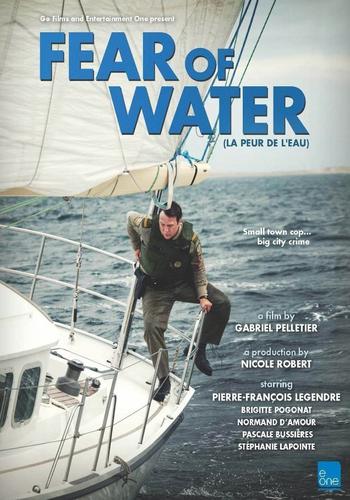 Go Films and Entertainment One present
FEAR OF
WATER
(LA PEUR DE L'EAU)
Small town cop...
big city crime
a film by
GABRIEL PELLETIER
a production by
NICOLE ROBERT
starring
PIERRE-FRANÇOIS LEGENDRE
BRIGITTE POGONAT
NORMAND D'AMOUR
PASCALE BUSSIÈRES
STÉPHANIE LAPOINTE
e
one